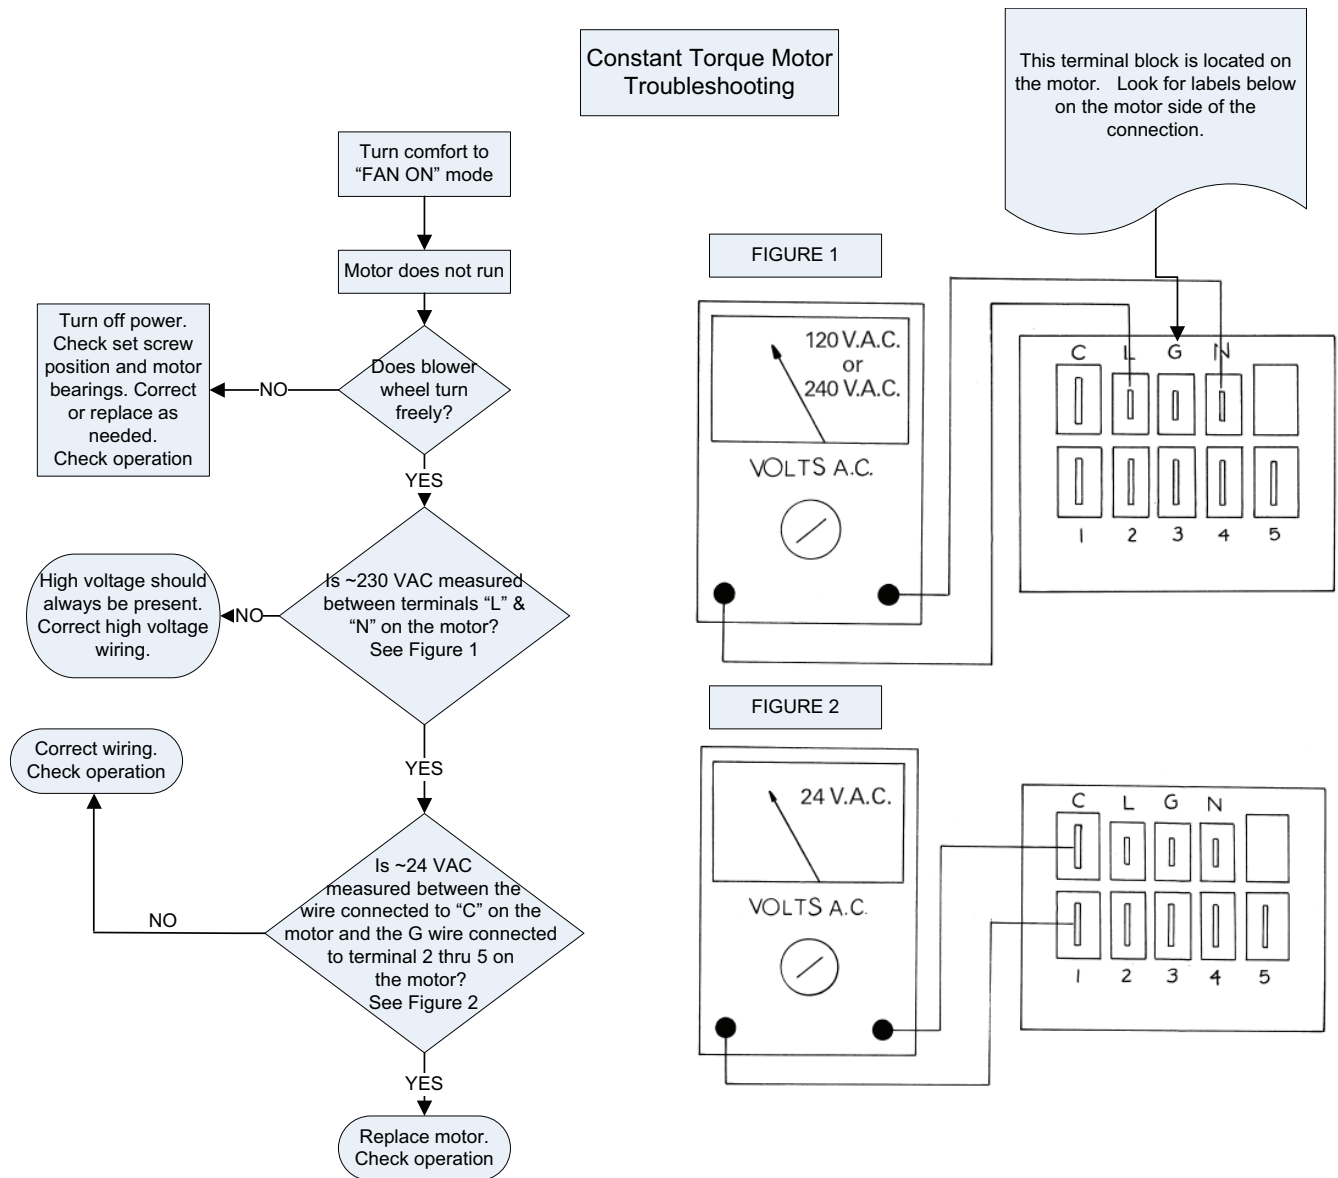 Constant Torque Motor
Troubleshooting
This terminal block is located on
the motor.   Look for labels below
on the motor side of the
connection.
Turn comfort to
“FAN ON” mode
Motor does not run
Does blower
wheel turn
freely?
NO
Turn off power.
Check set screw
position and motor
bearings. Correct
or replace as
needed.
Check operation
YES
Is ~230 VAC measured
between terminals “L” &
“N” on the motor?
See Figure 1
NO
High voltage should
always be present.
Correct high voltage
wiring.
YES
Is ~24 VAC
measured between the
wire connected to “C” on the
motor and the G wire connected
to terminal 2 thru 5 on
the motor?
See Figure 2
NO
Correct wiring.
Check operation
YES
Replace motor.
Check operation
FIGURE 1
120 V.A.C.
or
240 V.A.C.
VOLTS A.C.
C L G N
1 2 3 4 5
FIGURE 2
24 V.A.C.
VOLTS A.C.
C L G N
1 2 3 4 5